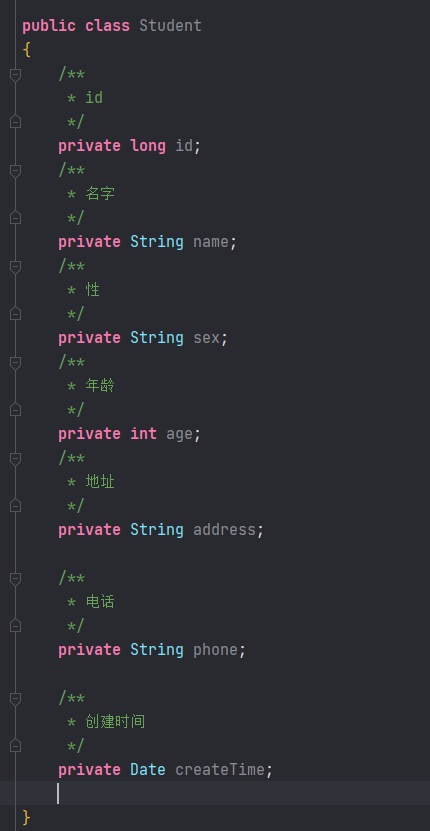 public class Student
{
/**
* id
*/
private long id;
/**
* 名字
*/
private String name;
/**
* 性
*/
private String sex;
/**
* 年龄
*/
private int age;
/**
* 地址
*/
private String address;
/**
* 电话
*/
private String phone;
/**
* 创建时间
*/
private Date createTime;
}